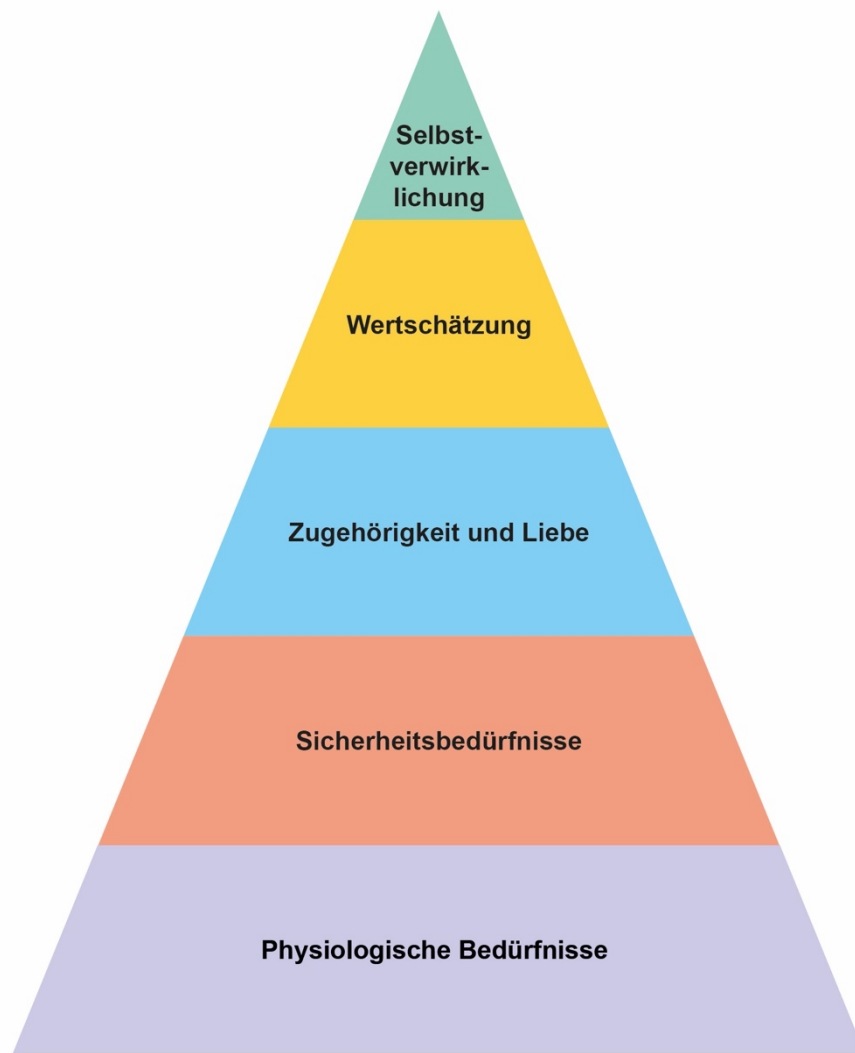 Selbst-
verwirk-
lichung
Wertschätzung
Zugehörigkeit und Liebe
Sicherheitsbedürfnisse
Physiologische Bedürfnisse